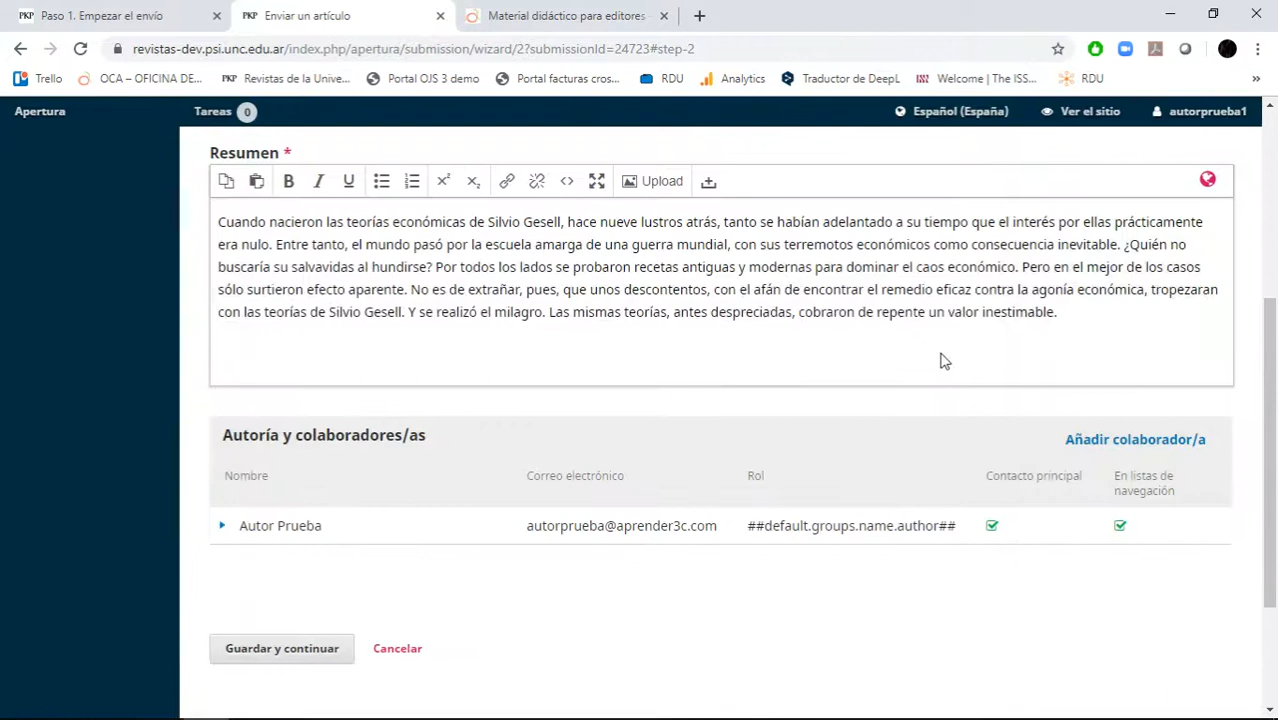 Paso 1. Empezar el envío
Enviar un artículo
Material didáctico para editores
revistas-dev.psi.unc.edu.ar/index.php/apertura/submission/wizard/2?submissionId=24723#step-2
Trello
OCA – OFICINA DE...
Revistas de la Unive...
Portal OJS 3 demo
Portal facturas cros...
RDU
Analytics
Traductor de DeepL
Welcome | The ISS...
RDU
»
Apertura
Tareas 0
Español (España)
Ver el sitio
autorprueba1
Resumen *
Upload
Cuando nacieron las teorías económicas de Silvio Gesell, hace nueve lustros atrás, tanto se habían adelantado a su tiempo que el interés por ellas prácticamente
era nulo. Entre tanto, el mundo pasó por la escuela amarga de una guerra mundial, con sus terremotos económicos como consecuencia inevitable. ¿Quién no
buscaría su salvavidas al hundirse? Por todos los lados se probaron recetas antiguas y modernas para dominar el caos económico. Pero en el mejor de los casos
sólo surtieron efecto aparente. No es de extrañar, pues, que unos descontentos, con el afán de encontrar el remedio eficaz contra la agonía económica, tropezaran
con las teorías de Silvio Gesell. Y se realizó el milagro. Las mismas teorías, antes despreciadas, cobraron de repente un valor inestimable.
Autoría y colaboradores/as
Añadir colaborador/a
Nombre
Correo electrónico
Rol
Contacto principal
En listas de
navegación
Autor Prueba
autorprueba@aprender3c.com
##default.groups.name.author##
Guardar y continuar
Cancelar